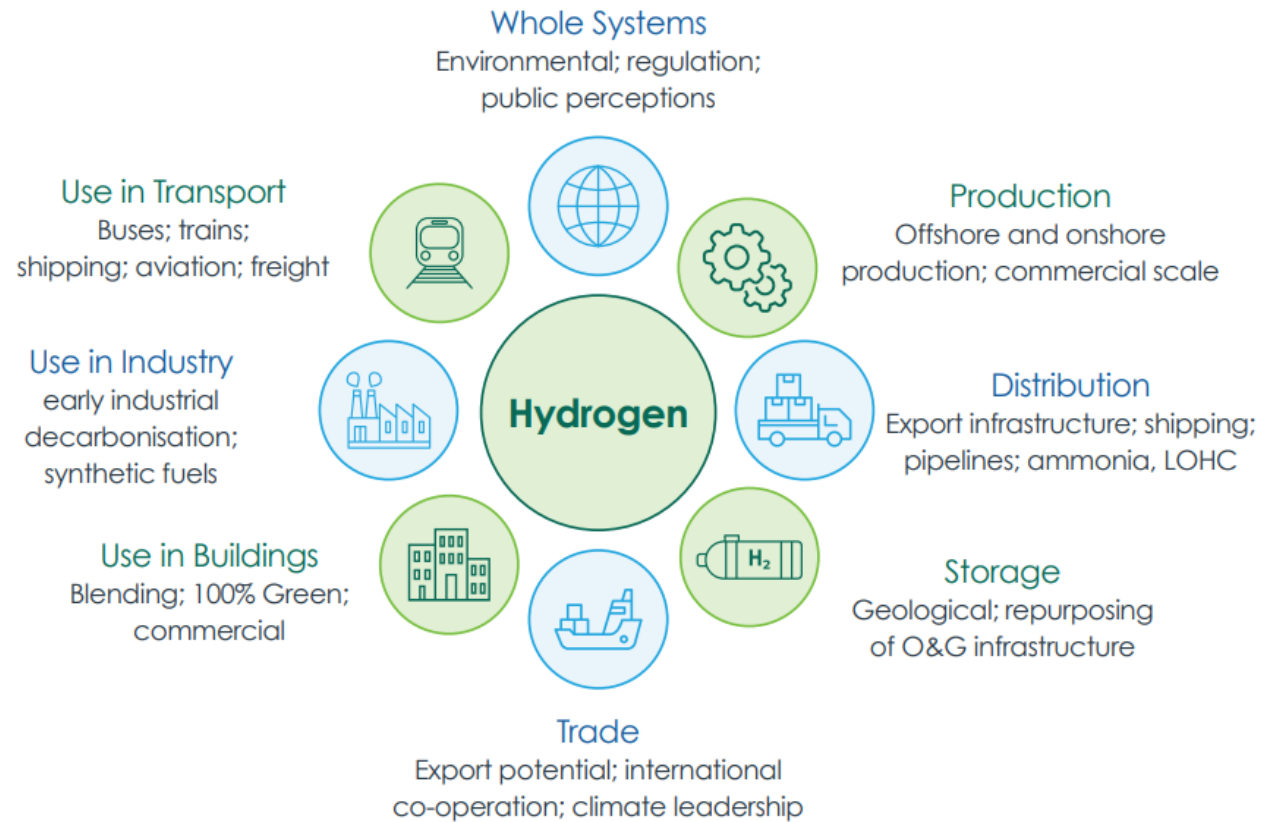 Whole Systems
Environmental; regulation;
public perceptions
Use in Transport
Buses; trains;
shipping; aviation; freight
Production
Offshore and onshore
production; commercial scale
Use in Industry
early industrial
decarbonisation;
synthetic fuels
Hydrogen
Distribution
Export infrastructure; shipping;
pipelines; ammonia, LOHC
Use in Buildings
Blending; 100% Green;
commercial
H₂
Storage
Geological; repurposing
of O&G infrastructure
Trade
Export potential; international
co-operation; climate leadership